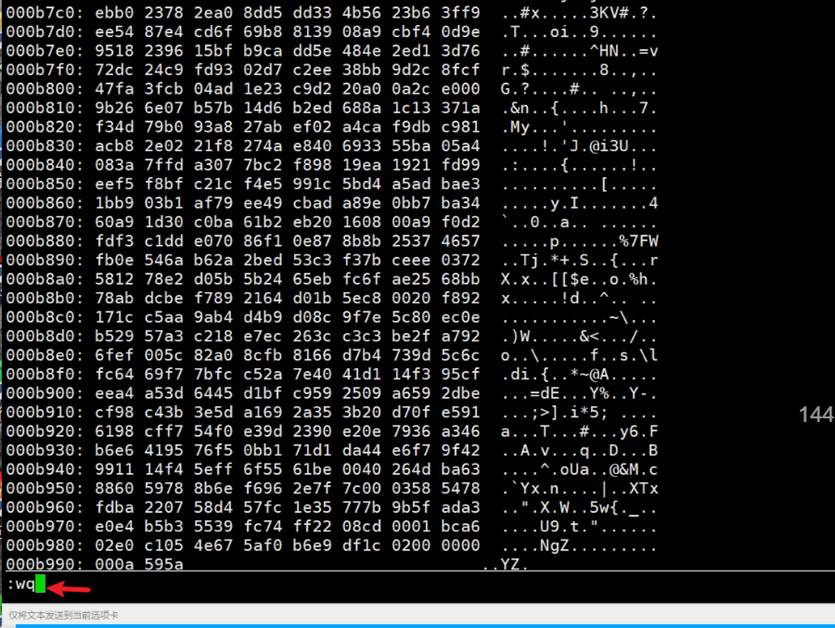 000b7c0: ebb0 2378 2ea0 8dd5 dd33 4b56 23b6 3ff9  ..#x.....3KV#.?.
000b7d0: ee54 87e4 cd6f 69b8 8139 08a9 cbf4 0d9e  .T...oi..9......
000b7e0: 9518 2396 15bf b9ca dd5e 484e 2ed1 3d76  ..#......^HN..=v
000b7f0: 72dc 24c9 fd93 02d7 c2ee 38bb 9d2c 8fcf  r.$.......8..,..
000b800: 47fa 3fcb 04ad 1e23 c9d2 20a0 0a2c e000  G.?....#.. ..,..
000b810: 9b26 6e07 b57b 14d6 b2ed 688a 1c13 371a  .&n..{....h...7.
000b820: f34d 79b0 93a8 27ab ef02 a4ca f9db c981  .My...'.........
000b830: acb8 2e02 21f8 274a e840 6933 55ba 05a4  ....!.'J.@i3U...
000b840: 083a 7ffd a307 7bc2 f898 19ea 1921 fd99  .:....{......!..
000b850: eef5 f8bf c21c f4e5 991c 5bd4 a5ad bae3  ..........[.....
000b860: 1bb9 03b1 af79 ee49 cbad a89e 0bb7 ba34  .....y.I.......4
000b870: 60a9 1d30 c0ba 61b2 eb20 1608 00a9 f0d2  `..0..a.. ......
000b880: fdf3 c1dd e070 86f1 0e87 8b8b 2537 4657  .....p......%7FW
000b890: fb0e 546a b62a 2bed 53c3 f37b ceee 0372  ..Tj.*+.S..{...r
000b8a0: 5812 78e2 d05b 5b24 65eb fc6f ae25 68bb  X.x..[[$e..o.%h.
000b8b0: 78ab dcbe f789 2164 d01b 5ec8 0020 f892  x.....!d..^.. ..
000b8c0: 171c c5aa 9ab4 d4b9 d08c 9f7e 5c80 ec0e  ...........~\...
000b8d0: b529 57a3 c218 e7ec 263c c3c3 be2f a792  .)W.....&<.../..
000b8e0: 6fef 005c 82a0 8cfb 8166 d7b4 739d 5c6c  o..\.....f..s.\l
000b8f0: fc64 69f7 7bfc c52a 7e40 41d1 14f3 95cf  .di.{..*~@A.....
000b900: eea4 a53d 6445 d1bf c959 2509 a659 2dbe  ...=dE...Y%..Y-.
000b910: cf98 c43b 3e5d a169 2a35 3b20 d70f e591  ...;>].i*5; ....
000b920: 6198 cff7 54f0 e39d 2390 e20e 7936 a346  a...T...#...y6.F
000b930: b6e6 4195 76f5 0bb1 71d1 da44 e6f7 9f42  ..A.v...q..D...B
000b940: 9911 14f4 5eff 6f55 61be 0040 264d ba63  ....^.oUa..@&M.c
000b950: 8860 5978 8b6e f696 2e7f 7c00 0358 5478  .`Yx.n....|..XTx
000b960: fdba 2207 58d4 57fc 1e35 777b 9b5f ada3  ..".X.W..5w{._..
000b970: e0e4 b5b3 5539 fc74 ff22 08cd 0001 bca6  ....U9.t."......
000b980: 02e0 c105 4e67 5af0 b6e9 df1c 0200 0000  ....NgZ.........
000b990: 000a 595a  ..YZ.
:wq
仅将文本发送到当前选项卡
144